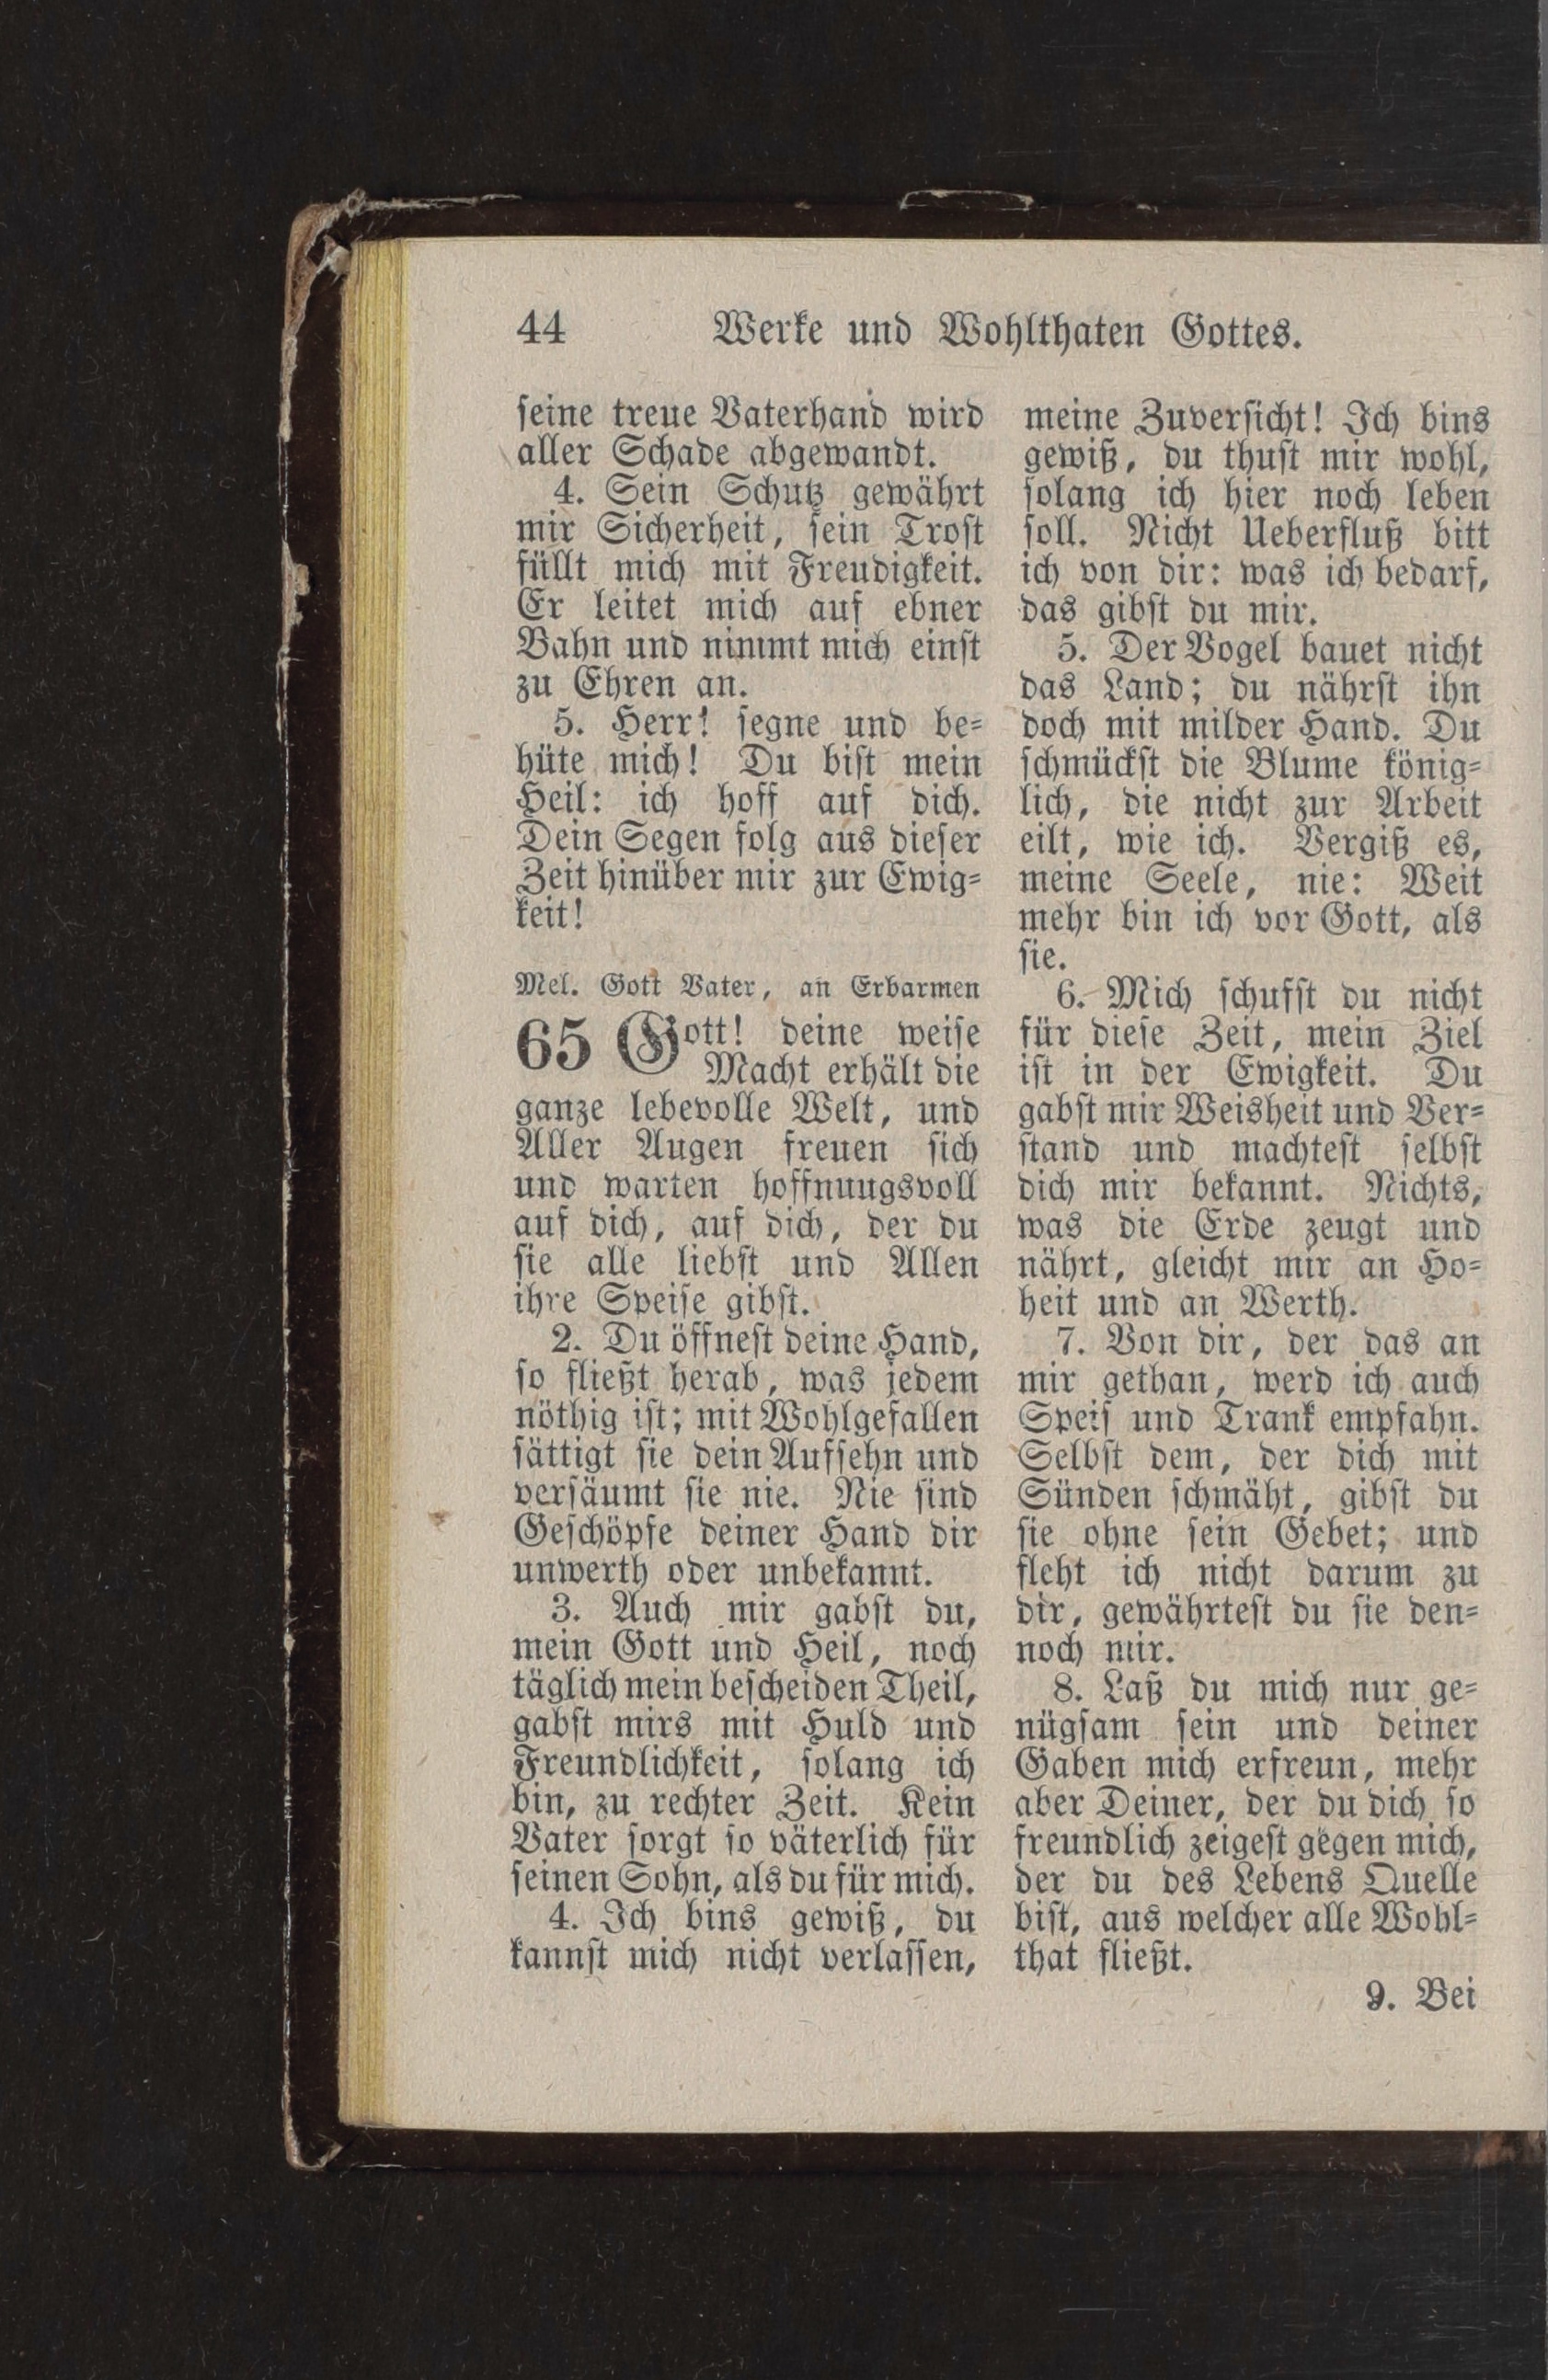 44 Werke und Wohlthaten Gottes.
seine treue Vaterhand wird
aller Schade abgewandt.
4. Sein Schutz gewährt
mir Sicherheit, sein Trost
füllt mich mit Freudigkeit.
Er leitet mich auf ebner
Bahn und nimmt mich einst
zu Ehren an.
5. Herr! segne und be-
hüte mich! Du bist mein
Heil: ich hoff auf dich.
Dein Segen folg aus dieser
Zeit hinüber mir zur Ewig-
keit!
Mel. Gott Vater, an Erbarmen
65 Gott! deine weise
Macht erhält die
ganze lebevolle Welt, und
Aller Augen freuen sich
und warten hoffnuugsvoll
auf dich, auf dich, der du
sie alle liebst und Allen
ihre Speise gibst.
2. Du öffnest deine Hand,
so fließt herab, was jedem
nöthig ist; mit Wohlgefallen
sättigt sie dein Aufsehn und
versäumt sie nie. Nie sind
Geschöpfe deiner Hand dir
unwerth oder unbekannt.
3. Auch mir gabst du,
mein Gott und Heil, noch
täglich mein bescheiden Theil,
gabst mirs mit Huld und
Freundlichkeit, solang ich
bin, zu rechter Zeit. Kein
Vater sorgt so väterlich für
seinen Sohn, als du für mich.
4. Ich bins gewiß, du
kannst mich nicht verlassen,
meine Zuversicht! Ich bins
gewiß, du thust mir wohl,
solang ich hier noch leben
soll. Nicht Ueberfluß bitt
ich von dir: was ich bedarf,
das gibst du mir.
5. Der Vogel bauet nicht
das Land; du nährst ihn
doch mit milder Hand. Du
schmückst die Blume könig-
lich, die nicht zur Arbeit
eilt, wie ich. Vergiß es,
meine Seele, nie: Weit
mehr bin ich vor Gott, als
sie.
6. Mich schufst du nicht
für diese Zeit, mein Ziel
ist in der Ewigkeit. Du
gabst mir Weisheit und Ver-
stand und machtest selbst
dich mir bekannt. Nichts,
was die Erde zeugt und
nährt, gleicht mir an Ho-
heit und an Werth.
7. Von dir, der das an
mir gethan, werd ich auch
Speis und Trank empfahn.
Selbst dem, der dich mit
Sünden schmäht, gibst du
sie ohne sein Gebet; und
fleht ich nicht darum zu
dir, gewährtest du sie den-
noch mir.
8. Laß du mich nur ge-
nügsam sein und deiner
Gaben mich erfreun, mehr
aber Deiner, der du dich so
freundlich zeigest gegen mich,
der du des Lebens Quelle
bist, aus welcher alle Wohl-
that fließt.
9. Bei